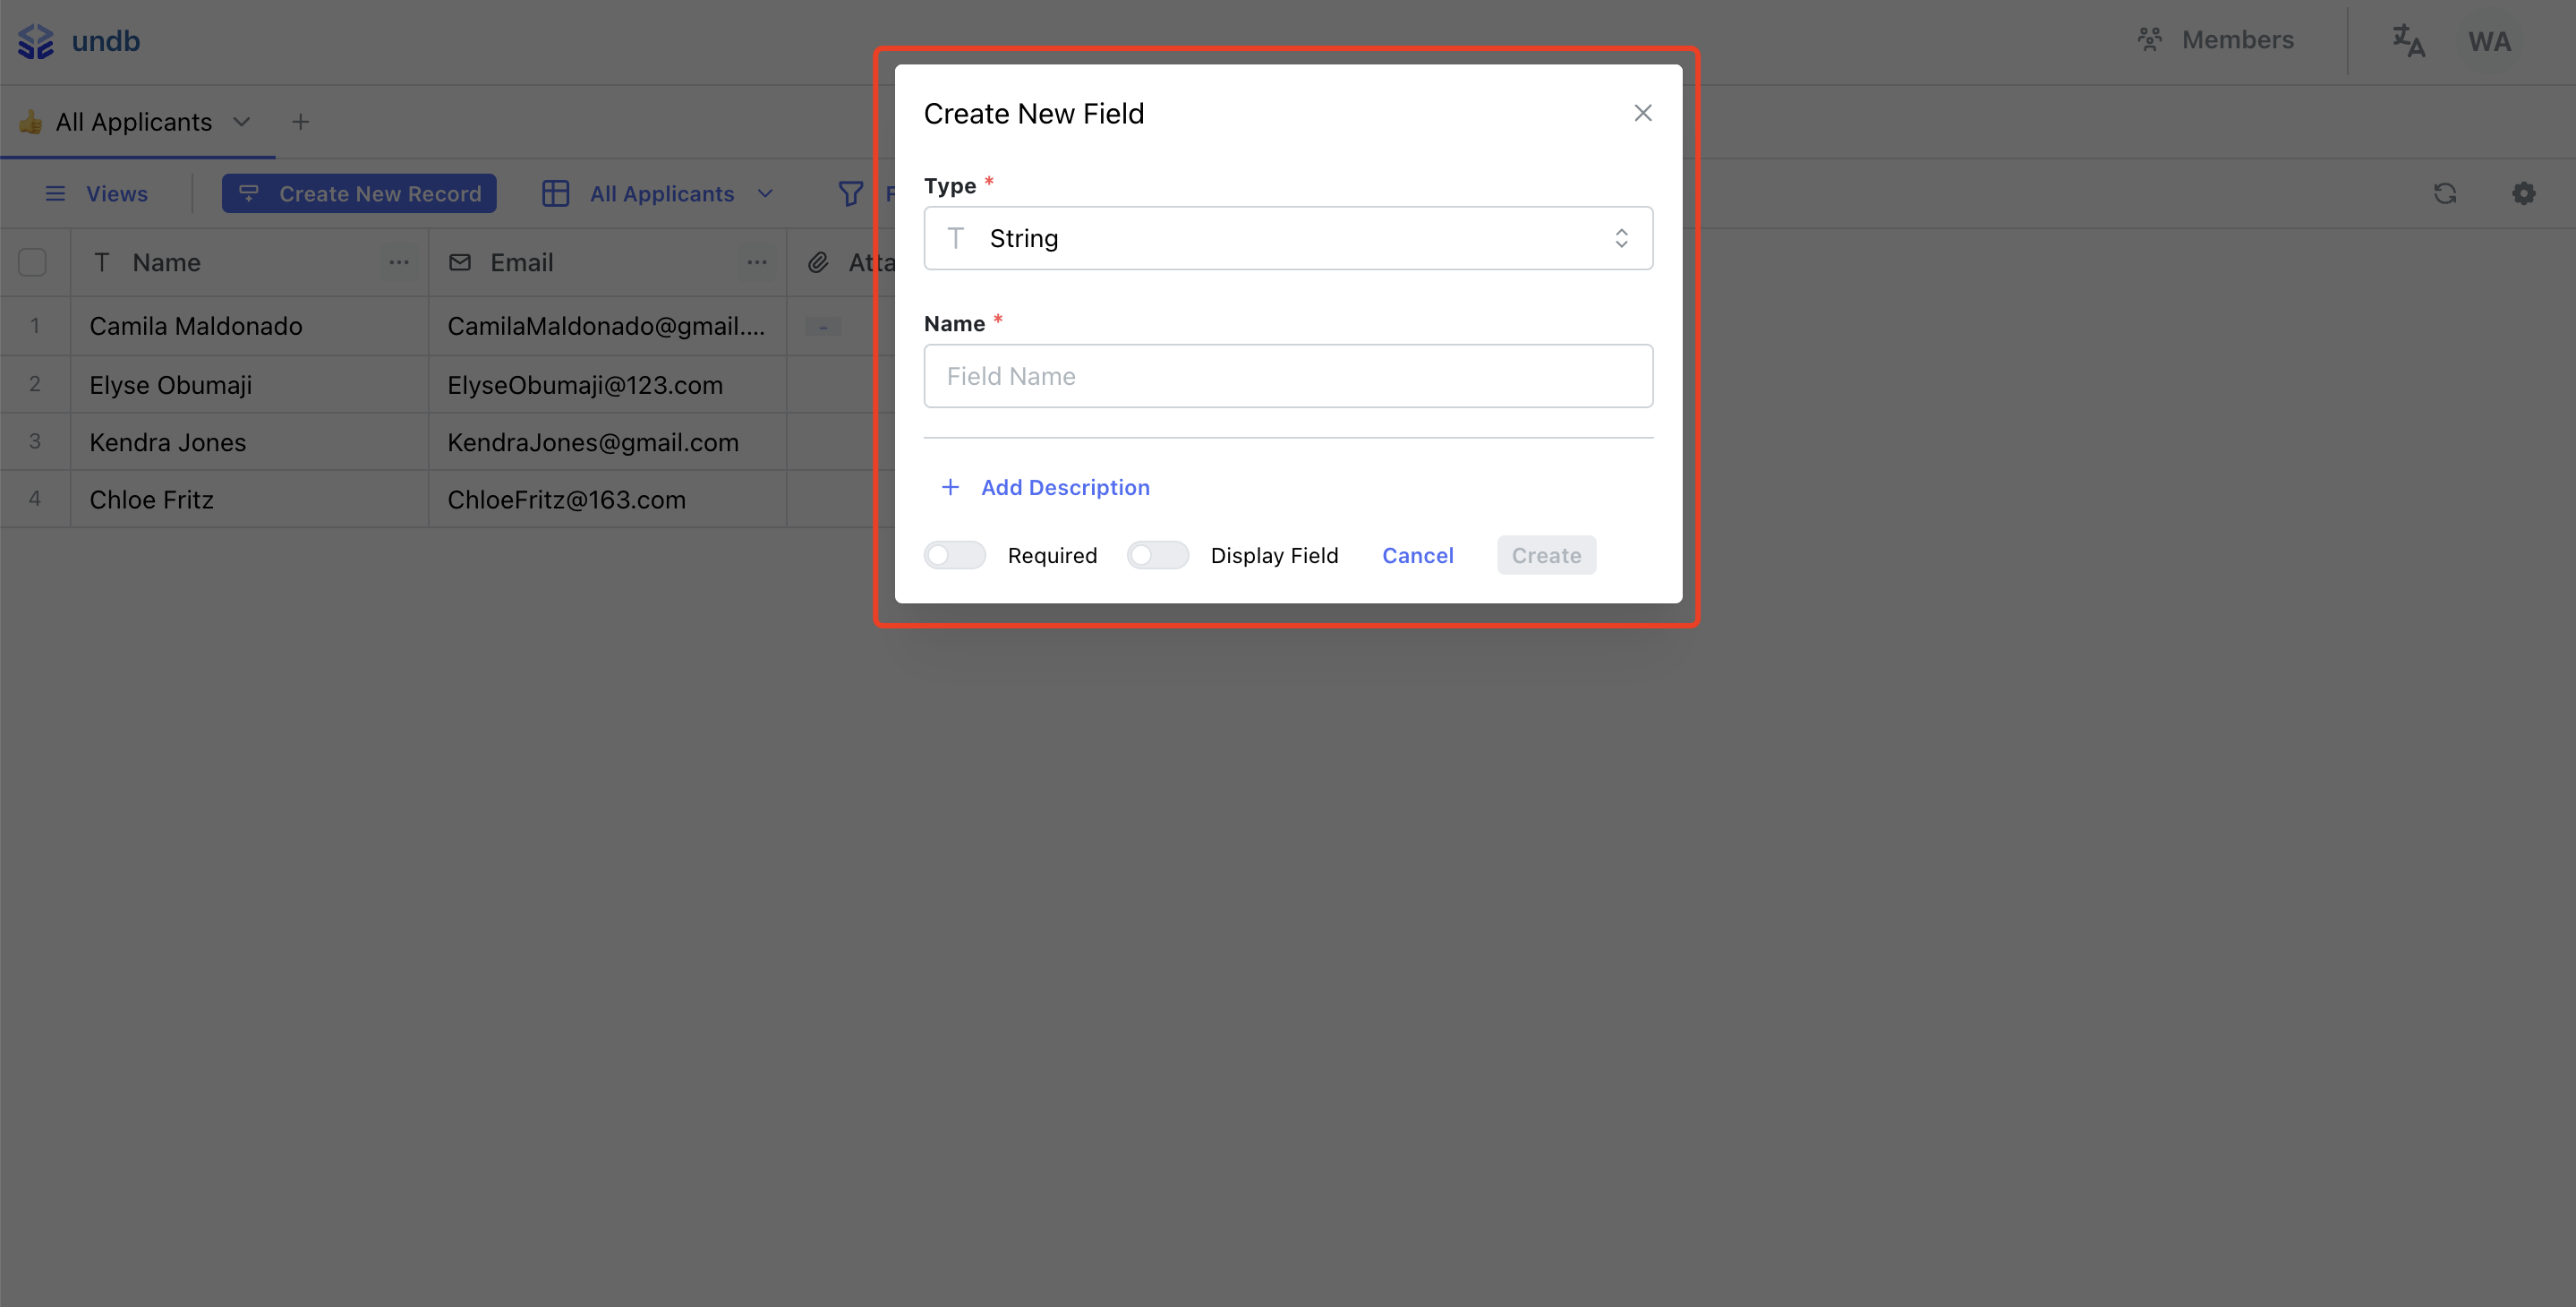 undb
Members
WA
All Applicants
Views
Create New Record
All Applicants
F
Name
Email
Atta
1
Camila Maldonado
CamilaMaldonado@gmail....
-
2
Elyse Obumaji
ElyseObumaji@123.com
3
Kendra Jones
KendraJones@gmail.com
4
Chloe Fritz
ChloeFritz@163.com
Create New Field
Type *
String
Name *
Field Name
Add Description
Required
Display Field
Cancel
Create